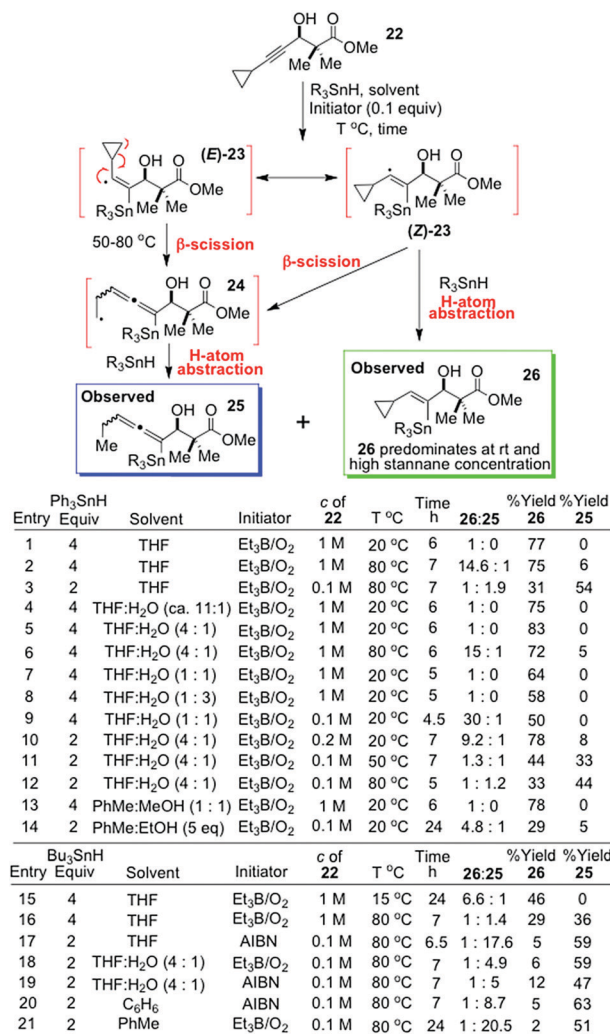 OH O 22
OMe
Me Me
R3SnH, solvent
Initiator (0.1 equiv)
T °C, time
(E)-23
OH O
OMe
R3Sn Me Me
OH O
OMe
R3Sn Me Me
(Z)-23
50-80 °C β-scission
β-scission
24
OH O
OMe
R3Sn Me Me
R3SnH
H-atom
abstraction
R3SnH
H-atom
abstraction
Observed 25
OH O
OMe
Me R3Sn Me Me
+
Observed 26
OH O
OMe
R3Sn Me Me
26 predominates at rt and
high stannane concentration
Ph3SnH c of Time %Yield %Yield
Entry Equiv Solvent Initiator 22 T °C h 26:25 26 25
1 4 THF Et3B/O2 1 M 20 °C 6 1 : 0 77 0
2 4 THF Et3B/O2 1 M 80 °C 7 14.6 : 1 75 6
3 2 THF Et3B/O2 0.1 M 80 °C 7 1 : 1.9 31 54
4 4 THF:H2O (ca. 11:1) Et3B/O2 1 M 20 °C 6 1 : 0 75 0
5 4 THF:H2O (4 : 1) Et3B/O2 1 M 20 °C 6 1 : 0 83 0
6 4 THF:H2O (4 : 1) Et3B/O2 1 M 80 °C 6 15 : 1 72 5
7 4 THF:H2O (1 : 1) Et3B/O2 1 M 20 °C 5 1 : 0 64 0
8 4 THF:H2O (1 : 3) Et3B/O2 1 M 20 °C 5 1 : 0 58 0
9 4 THF:H2O (1 : 1) Et3B/O2 0.1 M 20 °C 4.5 30 : 1 50 0
10 2 THF:H2O (4 : 1) Et3B/O2 0.2 M 20 °C 7 9.2 : 1 78 8
11 2 THF:H2O (4 : 1) Et3B/O2 0.1 M 50 °C 7 1.3 : 1 44 33
12 2 THF:H2O (4 : 1) Et3B/O2 0.1 M 80 °C 5 1 : 1.2 33 44
13 4 PhMe:MeOH (1 : 1) Et3B/O2 1 M 20 °C 6 1 : 0 78 0
14 2 PhMe:EtOH (5 eq) Et3B/O2 0.1 M 20 °C 24 4.8 : 1 29 5
Bu3SnH c of Time %Yield %Yield
Entry Equiv Solvent Initiator 22 T °C h 26:25 26 25
15 4 THF Et3B/O2 1 M 15 °C 24 6.6 : 1 46 0
16 4 THF Et3B/O2 1 M 80 °C 7 1 : 1.4 29 36
17 2 THF AIBN 0.1 M 80 °C 6.5 1 : 17.6 5 59
18 2 THF:H2O (4 : 1) Et3B/O2 0.1 M 80 °C 7 1 : 4.9 6 59
19 2 THF:H2O (4 : 1) AIBN 0.1 M 80 °C 7 1 : 5 12 47
20 2 C6H6 AIBN 0.1 M 80 °C 7 1 : 8.7 5 63
21 2 PhMe Et3B/O2 0.1 M 80 °C 24 1 : 20.5 2 51